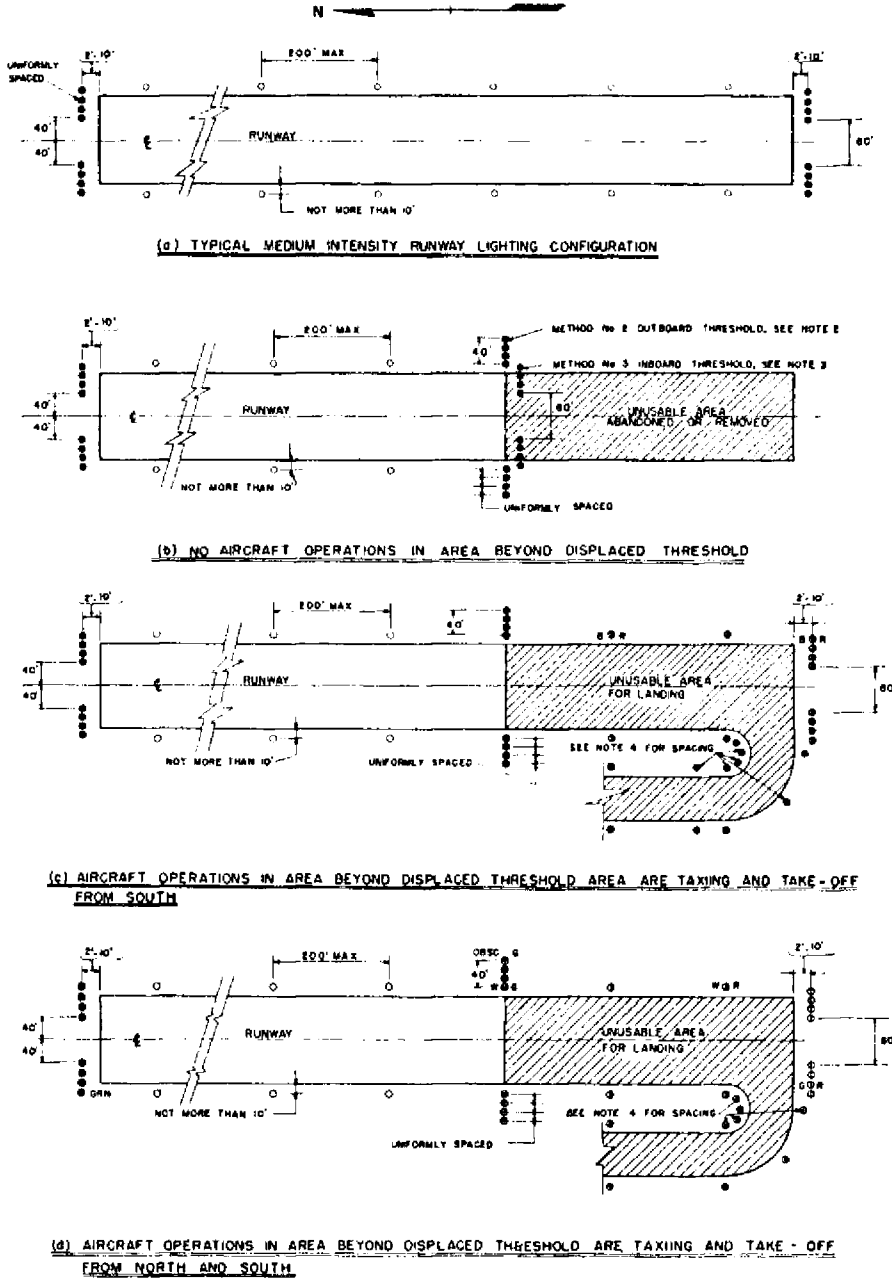 N
2'-10'
UNIFORMLY
SPACED
200' MAX
2'-10'
40'
40'
℄
RUNWAY
80'
NOT MORE THAN 10'
(a) TYPICAL MEDIUM INTENSITY RUNWAY LIGHTING CONFIGURATION
2'-10'
200' MAX
40'
METHOD No 2 OUTBOARD THRESHOLD, SEE NOTE 2
METHOD No 3 INBOARD THRESHOLD, SEE NOTE 3
40'
40'
℄
RUNWAY
80'
UNUSABLE AREA
ABANDONED OR REMOVED
NOT MORE THAN 10'
UNIFORMLY SPACED
(b) NO AIRCRAFT OPERATIONS IN AREA BEYOND DISPLACED THRESHOLD
2'-10'
200' MAX
40'
B R
2'-10'
B R
40'
40'
℄
RUNWAY
UNUSABLE AREA
FOR LANDING
80
NOT MORE THAN 10'
UNIFORMLY SPACED
SEE NOTE 4 FOR SPACING
(c) AIRCRAFT OPERATIONS IN AREA BEYOND DISPLACED THRESHOLD AREA ARE TAXIING AND TAKE-OFF
FROM SOUTH
2'-10'
200' MAX
OBSC G
40'
W G
W R
2'-10'
40'
40'
℄
RUNWAY
UNUSABLE AREA
FOR LANDING
80
GRN
G R
NOT MORE THAN 10'
UNIFORMLY SPACED
SEE NOTE 4 FOR SPACING
(d) AIRCRAFT OPERATIONS IN AREA BEYOND DISPLACED THRESHOLD ARE TAXIING AND TAKE-OFF
FROM NORTH AND SOUTH